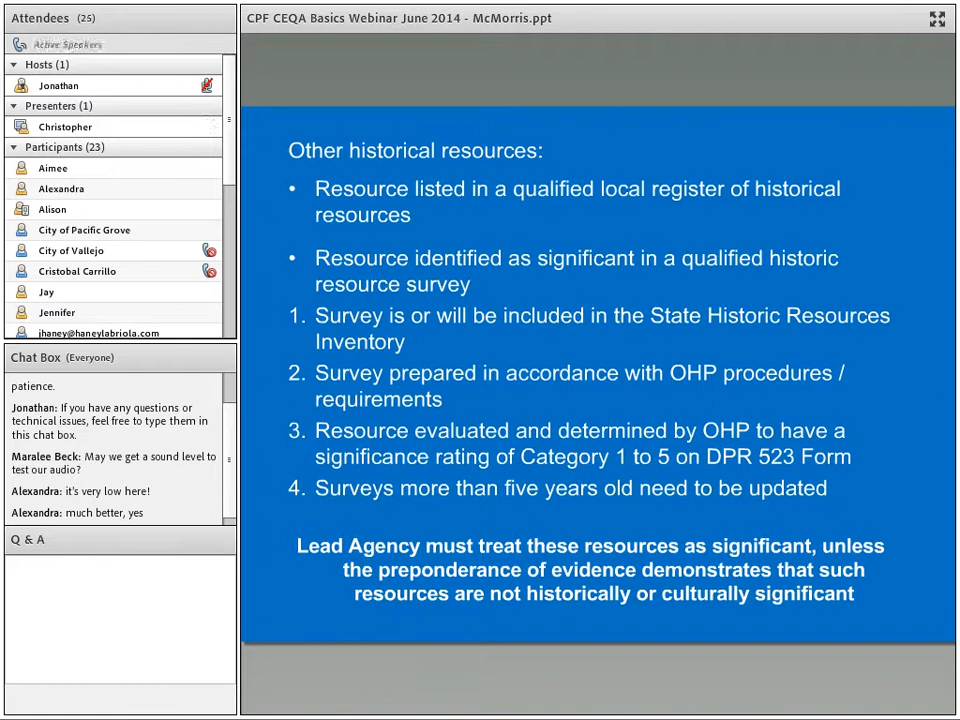 Attendees (25)
Active Speakers
Hosts (1)
Jonathan
Presenters (1)
Christopher
Participants (23)
Aimee
Alexandra
Alison
City of Pacific Grove
City of Vallejo
Cristobal Carrillo
Jay
Jennifer
jhaney@haneylabriola.com
Chat Box (Everyone)
patience.
Jonathan: If you have any questions or
technical issues, feel free to type them in
this chat box.
Maralee Beck: May we get a sound level to
test our audio?
Alexandra: it's very low here!
Alexandra: much better, yes
Q & A
CPF CEQA Basics Webinar June 2014 - McMorris.ppt
Other historical resources:
• Resource listed in a qualified local register of historical
resources
• Resource identified as significant in a qualified historic
resource survey
1. Survey is or will be included in the State Historic Resources
Inventory
2. Survey prepared in accordance with OHP procedures /
requirements
3. Resource evaluated and determined by OHP to have a
significance rating of Category 1 to 5 on DPR 523 Form
4. Surveys more than five years old need to be updated
Lead Agency must treat these resources as significant, unless
the preponderance of evidence demonstrates that such
resources are not historically or culturally significant